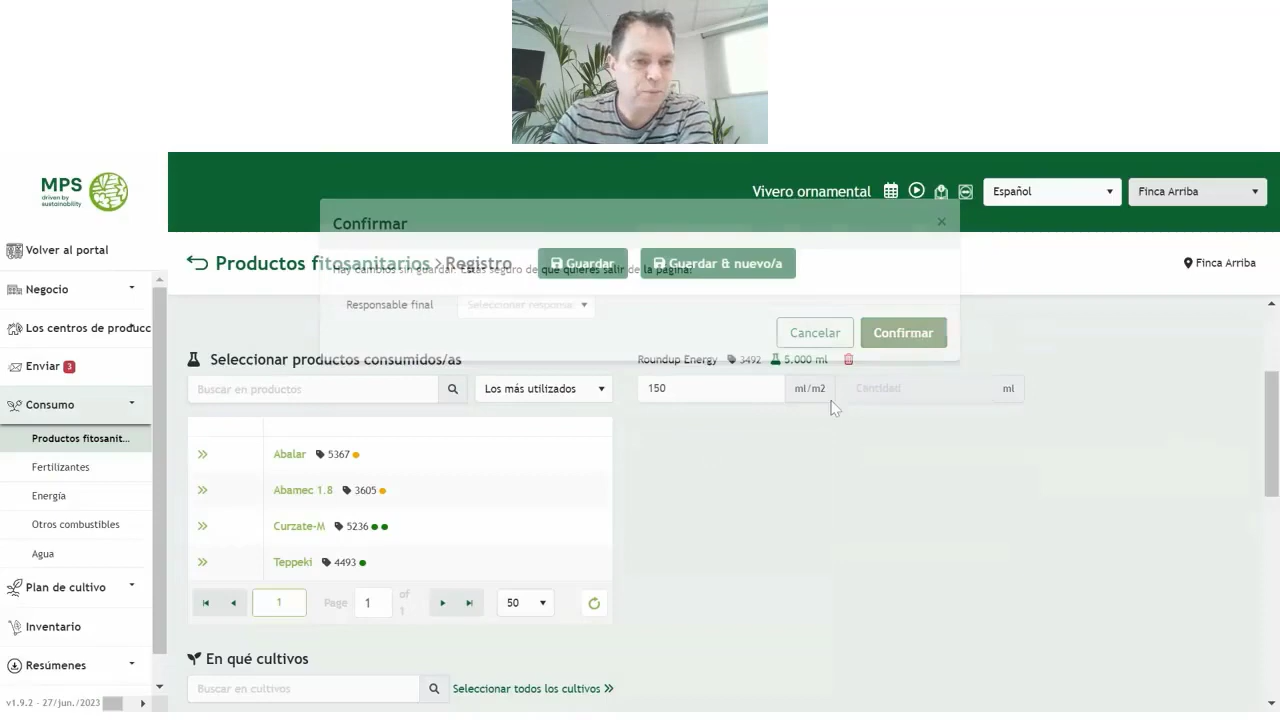 MPS
driven by
sustainability
Vivero ornamental
Español
Finca Arriba
Volver al portal
Negocio
Los centros de producc
Enviar 3
Consumo
Productos fitosanit...
Fertilizantes
Energía
Otros combustibles
Agua
Plan de cultivo
Inventario
Resúmenes
v1.9.2 - 27/jun./2023
Confirmar ×
Productos fitosanitarios > Registro
Guardar
Guardar & nuevo/a
Finca Arriba
Hay cambios sin guardar. Estás seguro de que quieres salir de la página.
Responsable final
Seleccionar responsa
Cancelar
Confirmar
Seleccionar productos consumidos/as
Buscar en productos
Los más utilizados
Roundup Energy 3492 5.000 ml
150 ml/m2
Cantidad ml
Abalar 5367
Abamec 1.8 3605
Curzate-M 5236
Teppeki 4493
1 Page 1 of 1 50
En qué cultivos
Buscar en cultivos
Seleccionar todos los cultivos